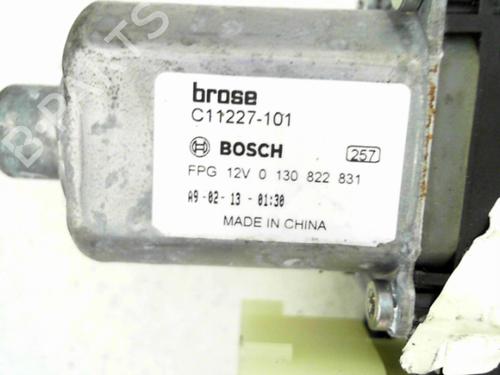 brose
C11227-101
BOSCH 257
FPG 12V 0 130 822 831
A9-02-13-01:30
MADE IN CHINA
B-PARTS